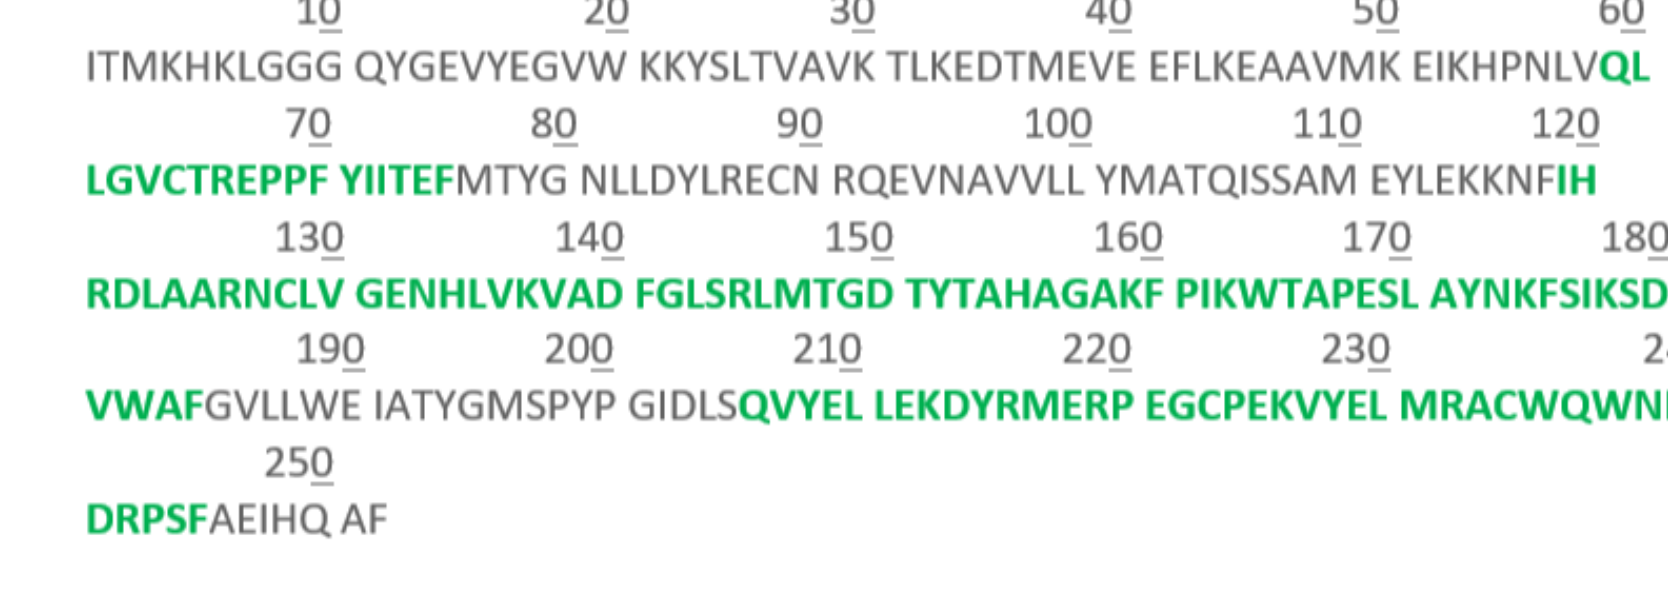 10 20 30 40 50 60
ITMKHKLGGG QYGEVYEGVW KKYSLTVAVK TLKEDTMEVE EFLKEAAVMK EIKHPNLVQL
70 80 90 100 110 120
LGVCTREPPF YIITEFMTYG NLLDYLRECN RQEVNAVVLL YMATQISSAM EYLEKKNFIH
130 140 150 160 170 180
RDLAARNCLV GENHLVKVAD FGLSRLMTGD TYTAHAGAKF PIKWTAPESL AYNKFSIKSD
190 200 210 220 230
VWAFGVLLWE IATYGMSPYP GIDLSQVYEL LEKDYRMERP EGCPEKVYEL MRACWQWN
250
DRPSFAEIHQ AF